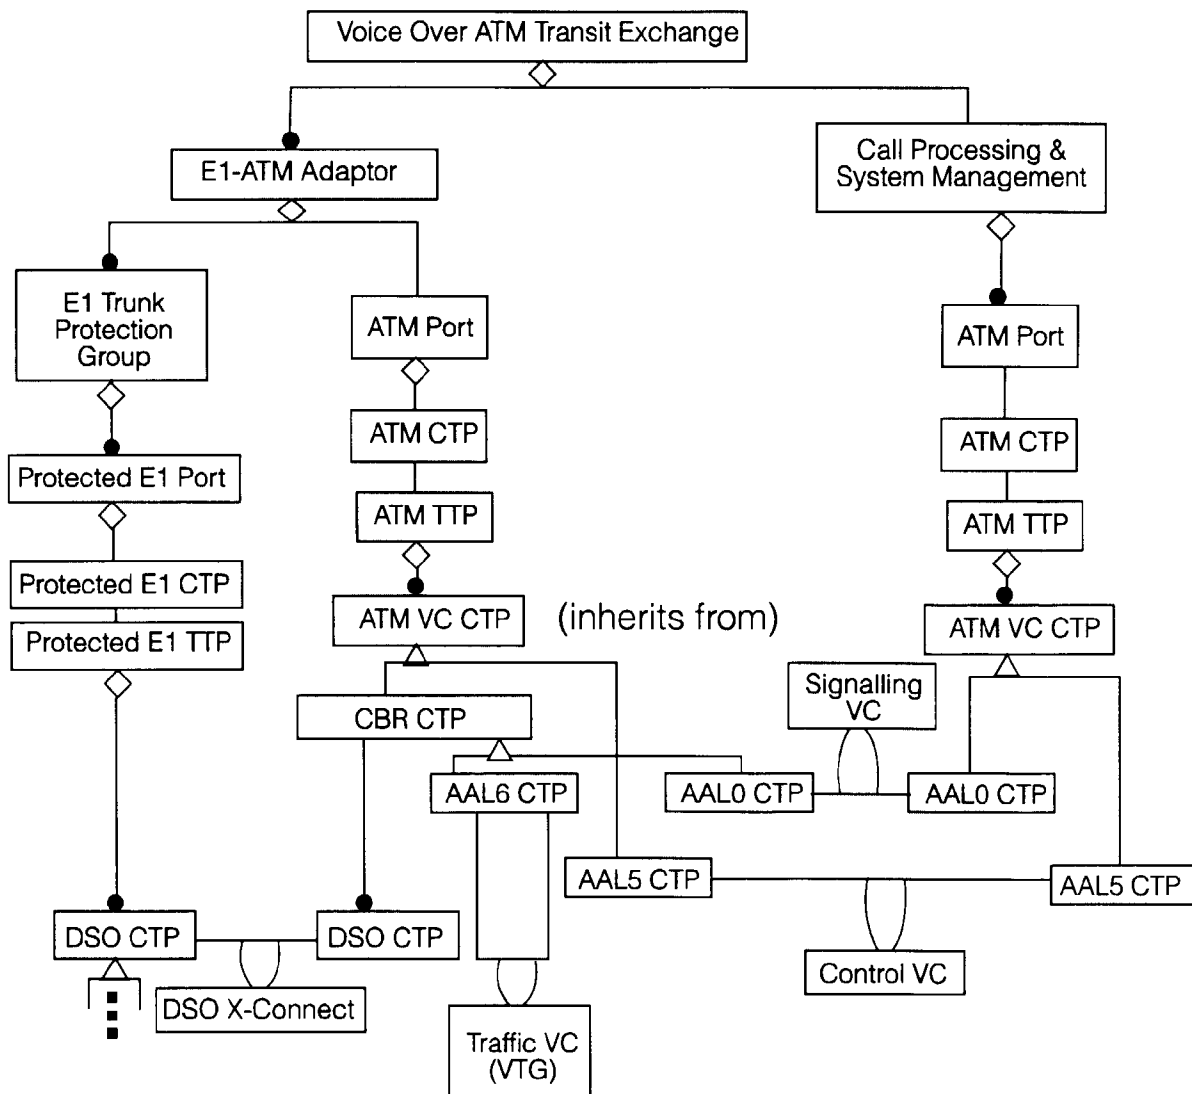 Voice Over ATM Transit Exchange
E1-ATM Adaptor
Call Processing &
System Management
E1 Trunk
Protection
Group
ATM Port
ATM Port
ATM CTP
ATM CTP
Protected E1 Port
ATM TTP
ATM TTP
Protected E1 CTP
Protected E1 TTP
ATM VC CTP
(inherits from)
ATM VC CTP
Signalling
VC
CBR CTP
AAL6 CTP
AAL0 CTP
AAL0 CTP
AAL5 CTP
AAL5 CTP
DSO CTP
DSO CTP
Control VC
DSO X-Connect
Traffic VC
(VTG)